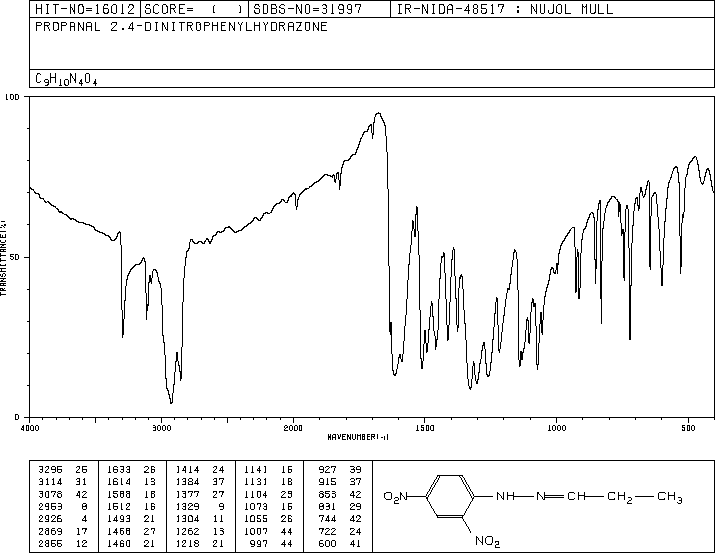 HIT-NO=16012 SCORE= ( ) SDBS-NO=31997 IR-NIDA-48517 : NUJOL MULL
PROPANAL 2,4-DINITROPHENYLHYDRAZONE
C9H10N4O4
100
50
0
TRANSMITTANCE(%)
4000 3000 2000 1500 1000 500
WAVENUMBER(-1)
3295 25 1633 26 1414 24 1141 16 927 39
3114 31 1614 13 1384 37 1131 18 915 37
3078 42 1588 16 1377 27 1104 23 853 42
2953 8 1512 16 1329 9 1073 16 831 29
2926 4 1493 21 1304 11 1055 26 744 42
2869 17 1468 27 1262 13 1007 44 722 24
2855 12 1460 21 1218 21 997 44 600 41
O2N NH N CH CH2 CH3
NO2